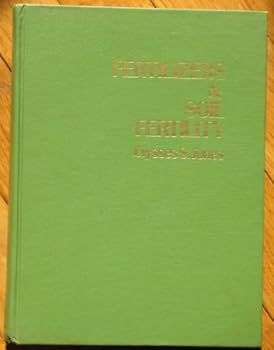 FERTILIZERS
&
SOIL
FERTILITY
Ulysses S. Jones